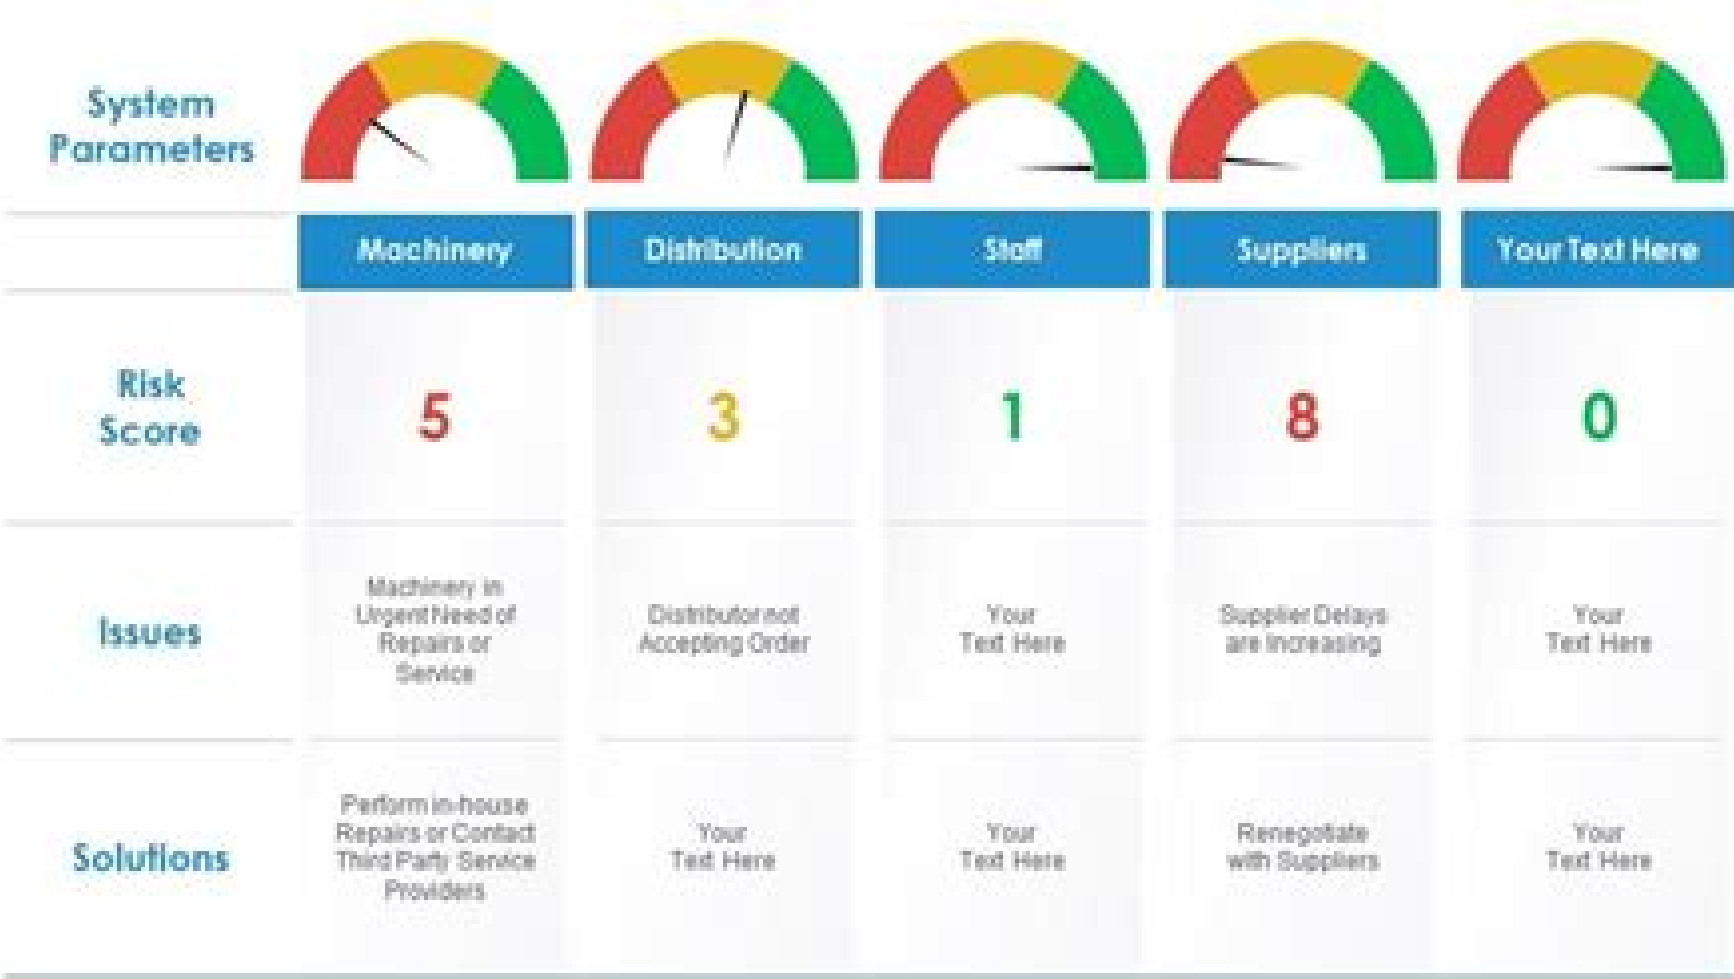 System
Parameters
Machinery
Distribution
Staff
Suppliers
Your Text Here
Risk
Score
5
3
1
8
0
Issues
Machinery in
Urgent Need of
Repairs or
Service
Distributor not
Accepting Order
Your
Text Here
Supplier Delays
are Increasing
Your
Text Here
Solutions
Perform in-house
Repairs or Contact
Third Party Service
Providers
Your
Text Here
Your
Text Here
Renegotiate
with Suppliers
Your
Text Here